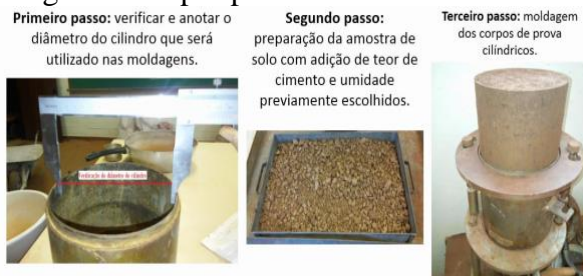 Primeiro passo: verificar e anotar o
diâmetro do cilindro que será
utilizado nas moldagens.
Segundo passo:
preparação da amostra de
solo com adição de teor de
cimento e umidade
previamente escolhidos.
Terceiro passo: moldagem
dos corpos de prova
cilíndricos.
Verificação do diâmetro do cilindro